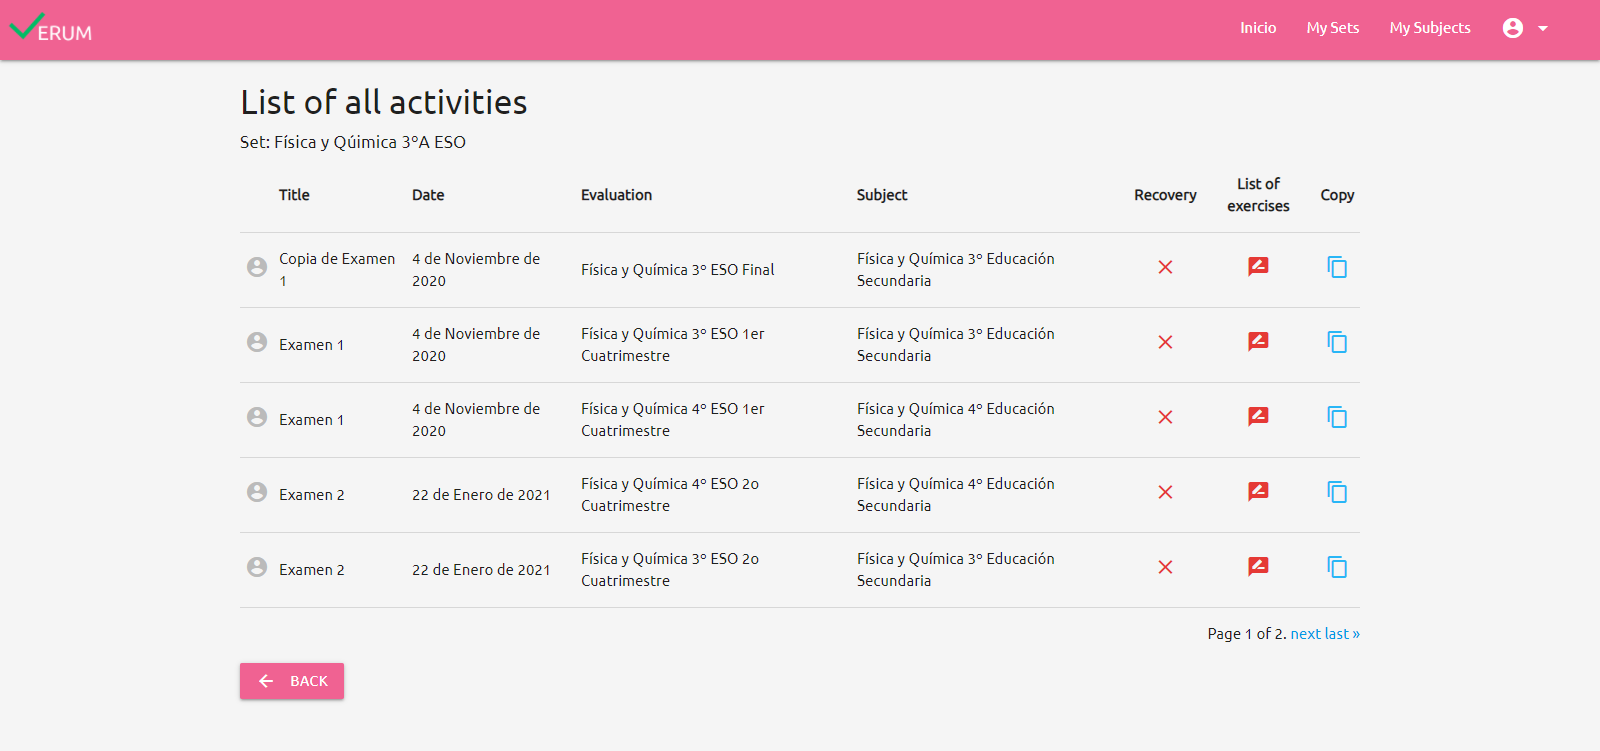 ERUM
Inicio My Sets My Subjects
List of all activities
Set: Física y Qúimica 3ºA ESO
Title Date Evaluation Subject Recovery List of exercises Copy
Copia de Examen 1 4 de Noviembre de 2020 Física y Química 3º ESO Final Física y Química 3º Educación Secundaria
Examen 1 4 de Noviembre de 2020 Física y Química 3º ESO 1er Cuatrimestre Física y Química 3º Educación Secundaria
Examen 1 4 de Noviembre de 2020 Física y Química 4º ESO 1er Cuatrimestre Física y Química 4º Educación Secundaria
Examen 2 22 de Enero de 2021 Física y Química 4º ESO 2o Cuatrimestre Física y Química 4º Educación Secundaria
Examen 2 22 de Enero de 2021 Física y Química 3º ESO 2o Cuatrimestre Física y Química 3º Educación Secundaria
Page 1 of 2. next last »
BACK